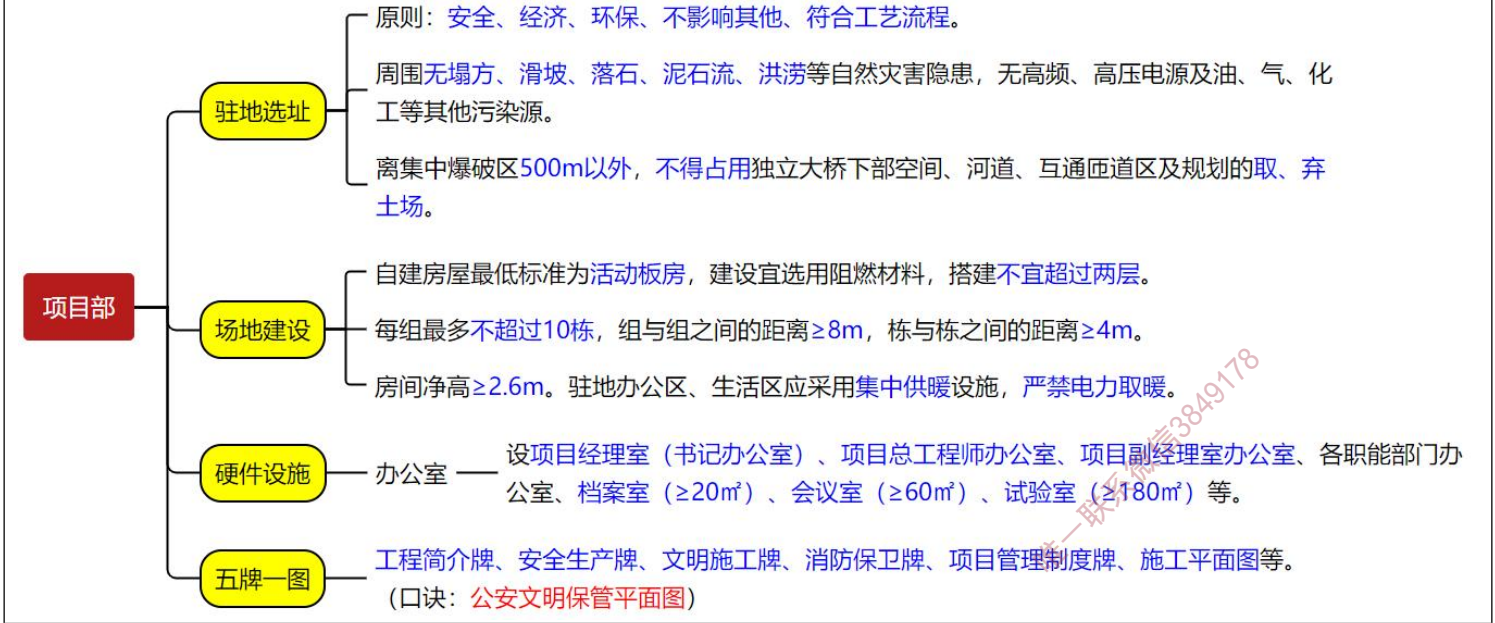 原则：安全、经济、环保、不影响其他、符合工艺流程。
驻地选址
周围无塌方、滑坡、落石、泥石流、洪涝等自然灾害隐患，无高频、高压电源及油、气、化
工等其他污染源。
离集中爆破区500m以外，不得占用独立大桥下部空间、河道、互通匝道区及规划的取、弃
土场。
项目部
场地建设
自建房屋最低标准为活动板房，建设宜选用阻燃材料，搭建不宜超过两层。
每组最多不超过10栋，组与组之间的距离≥8m，栋与栋之间的距离≥4m。
房间净高≥2.6m。驻地办公区、生活区应采用集中供暖设施，严禁电力取暖。
硬件设施
办公室
设项目经理室（书记办公室）、项目总工程师办公室、项目副经理室办公室、各职能部门办
公室、档案室（≥20㎡）、会议室（≥60㎡）、试验室（≥180㎡）等。
五牌一图
工程简介牌、安全生产牌、文明施工牌、消防保卫牌、项目管理制度牌、施工平面图等。
（口诀：公安文明保管平面图）
唯一联系微信3849178